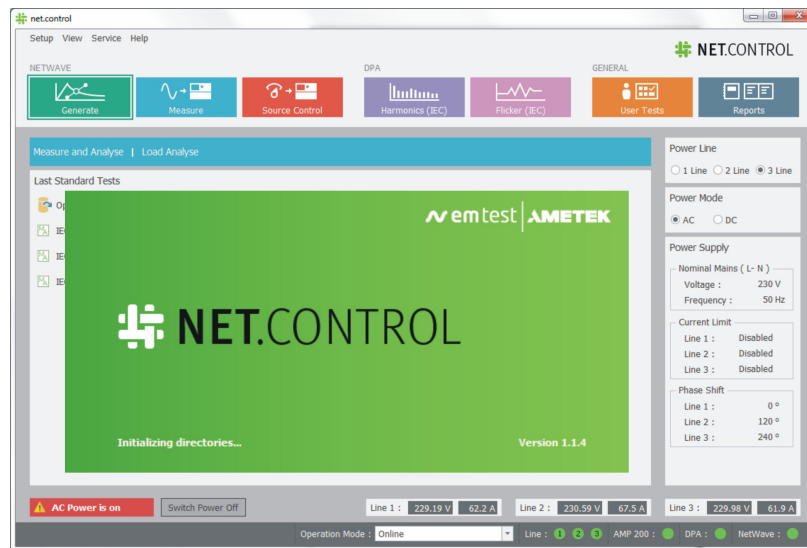 net.control
Setup View Service Help
NET.CONTROL
NETWAVE
DPA
GENERAL
Generate
Measure
Source Control
Harmonics (IEC)
Flicker (IEC)
User Tests
Reports
Measure and Analyse | Load Analyse
Last Standard Tests
emtest AMETEK
NET.CONTROL
Initializing directories...
Version 1.1.4
Power Line
1 Line 2 Line 3 Line
Power Mode
AC DC
Power Supply
Nominal Mains ( L- N )
Voltage : 230 V
Frequency : 50 Hz
Current Limit
Line 1 : Disabled
Line 2 : Disabled
Line 3 : Disabled
Phase Shift
Line 1 : 0 °
Line 2 : 120 °
Line 3 : 240 °
AC Power is on
Switch Power Off
Line 1 : 229.19 V 62.2 A
Line 2 : 230.59 V 67.5 A
Line 3 : 229.98 V 61.9 A
Operation Mode : Online
Line : 1 2 3
AMP 200 :
DPA :
NetWave :